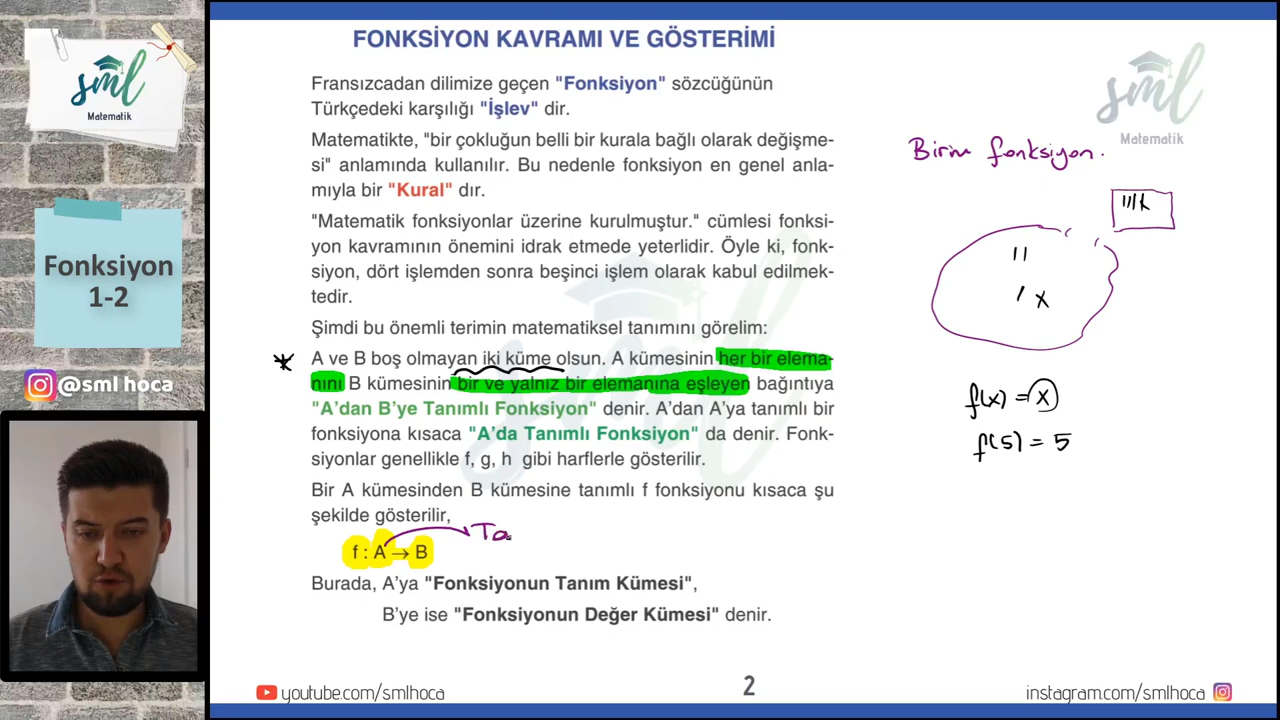 sml
Matematik
Fonksiyon
1-2
@sml hoca
FONKSİYON KAVRAMI VE GÖSTERİMİ
Fransızcadan dilimize geçen "Fonksiyon" sözcüğünün
Türkçedeki karşılığı "İşlev" dir.
Matematikte, "bir çokluğun belli bir kurala bağlı olarak değişme-
si" anlamında kullanılır. Bu nedenle fonksiyon en genel anla-
mıyla bir "Kural" dır.
"Matematik fonksiyonlar üzerine kurulmuştur." cümlesi fonksi-
yon kavramının önemini idrak etmede yeterlidir. Öyle ki, fonk-
siyon, dört işlemden sonra beşinci işlem olarak kabul edilmek-
tedir.
Şimdi bu önemli terimin matematiksel tanımını görelim:
A ve B boş olmayan iki küme olsun. A kümesinin her bir elema-
nını B kümesinin bir ve yalnız bir elemanına eşleyen bağıntıya
"A'dan B'ye Tanımlı Fonksiyon" denir. A'dan A'ya tanımlı bir
fonksiyona kısaca "A'da Tanımlı Fonksiyon" da denir. Fonk-
siyonlar genellikle f, g, h gibi harflerle gösterilir.
Bir A kümesinden B kümesine tanımlı f fonksiyonu kısaca şu
şekilde gösterilir,
Ta
f : A → B
Burada, A'ya "Fonksiyonun Tanım Kümesi",
B'ye ise "Fonksiyonun Değer Kümesi" denir.
sml
Matematik
Birim fonksiyon.
x
f(x) = x
f(5) = 5
youtube.com/smlhoca
2
instagram.com/smlhoca